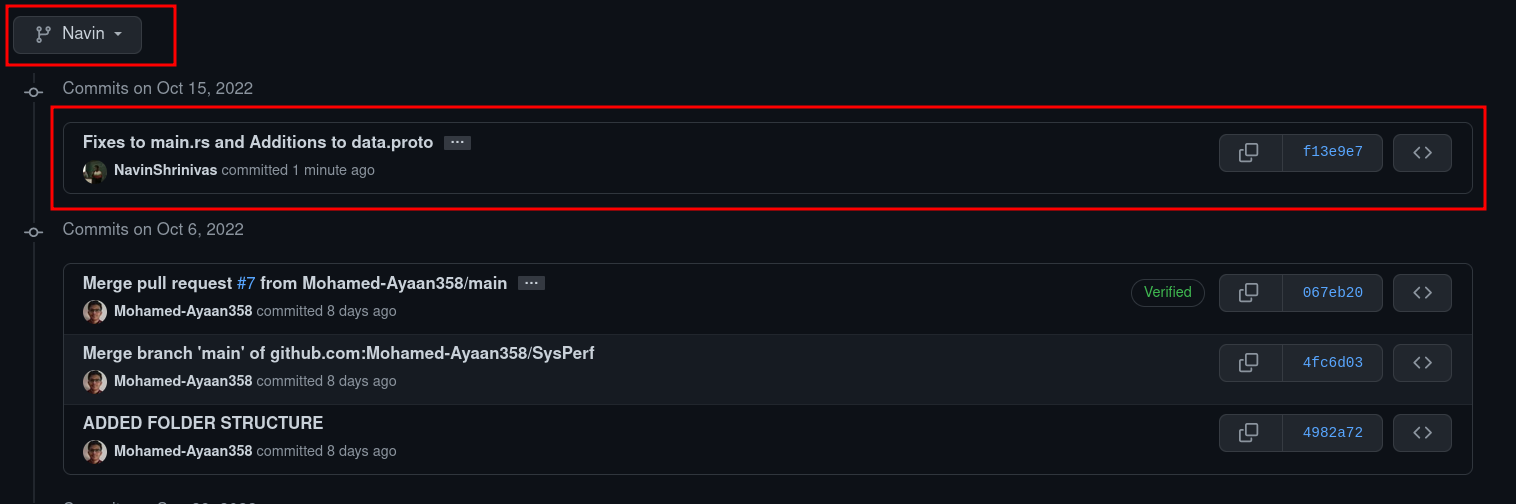 Navin
Commits on Oct 15, 2022
Fixes to main.rs and Additions to data.proto ...
NavinShrinivas committed 1 minute ago
f13e9e7
Commits on Oct 6, 2022
Merge pull request #7 from Mohamed-Ayaan358/main ...
Mohamed-Ayaan358 committed 8 days ago
Verified
067eb20
Merge branch 'main' of github.com:Mohamed-Ayaan358/SysPerf
Mohamed-Ayaan358 committed 8 days ago
4fc6d03
ADDED FOLDER STRUCTURE
Mohamed-Ayaan358 committed 8 days ago
4982a72